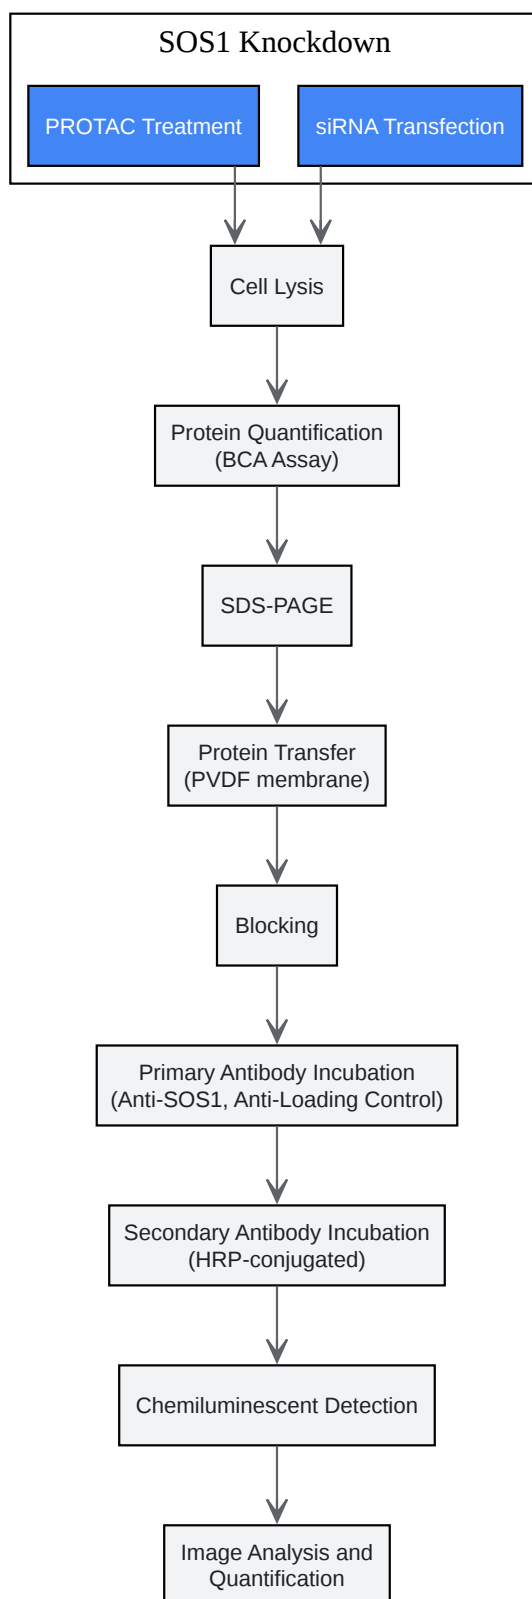 SOS1 Knockdown
PROTAC Treatment
siRNA Transfection
Cell Lysis
Protein Quantification
(BCA Assay)
SDS-PAGE
Protein Transfer
(PVDF membrane)
Blocking
Primary Antibody Incubation
(Anti-SOS1, Anti-Loading Control)
Secondary Antibody Incubation
(HRP-conjugated)
Chemiluminescent Detection
Image Analysis and
Quantification